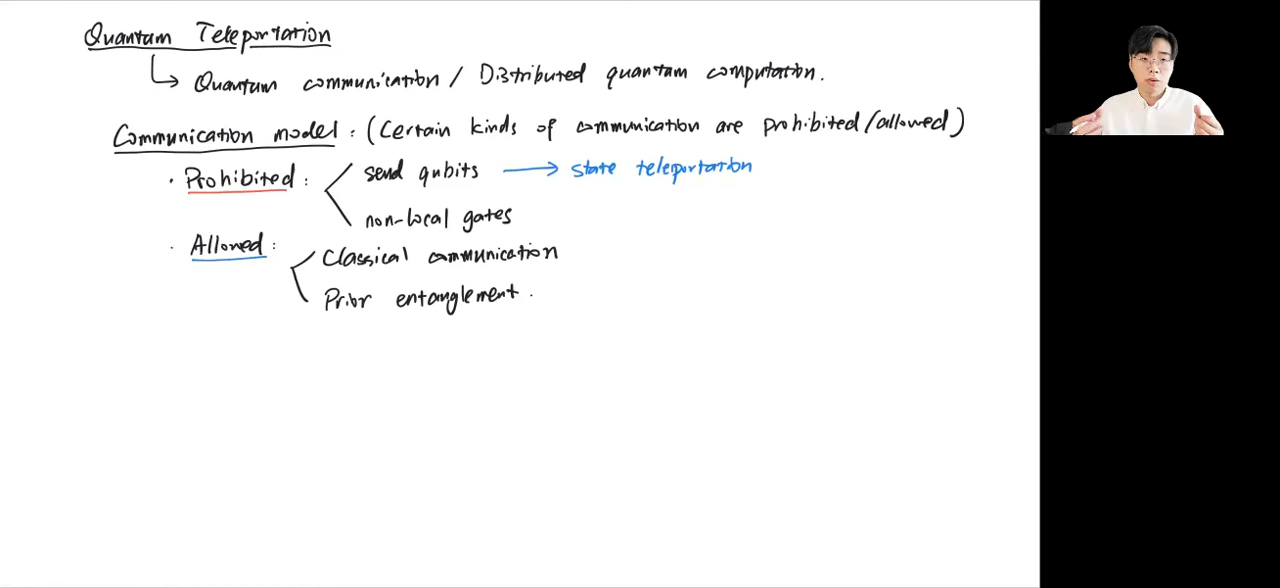 Quantum Teleportation
↳ Quantum communication / Distributed quantum computation.
Communication model : (Certain kinds of communication are prohibited/allowed)
· Prohibited : send qubits → state teleportation
non-local gates
· Allowed : Classical communication
Prior entanglement.